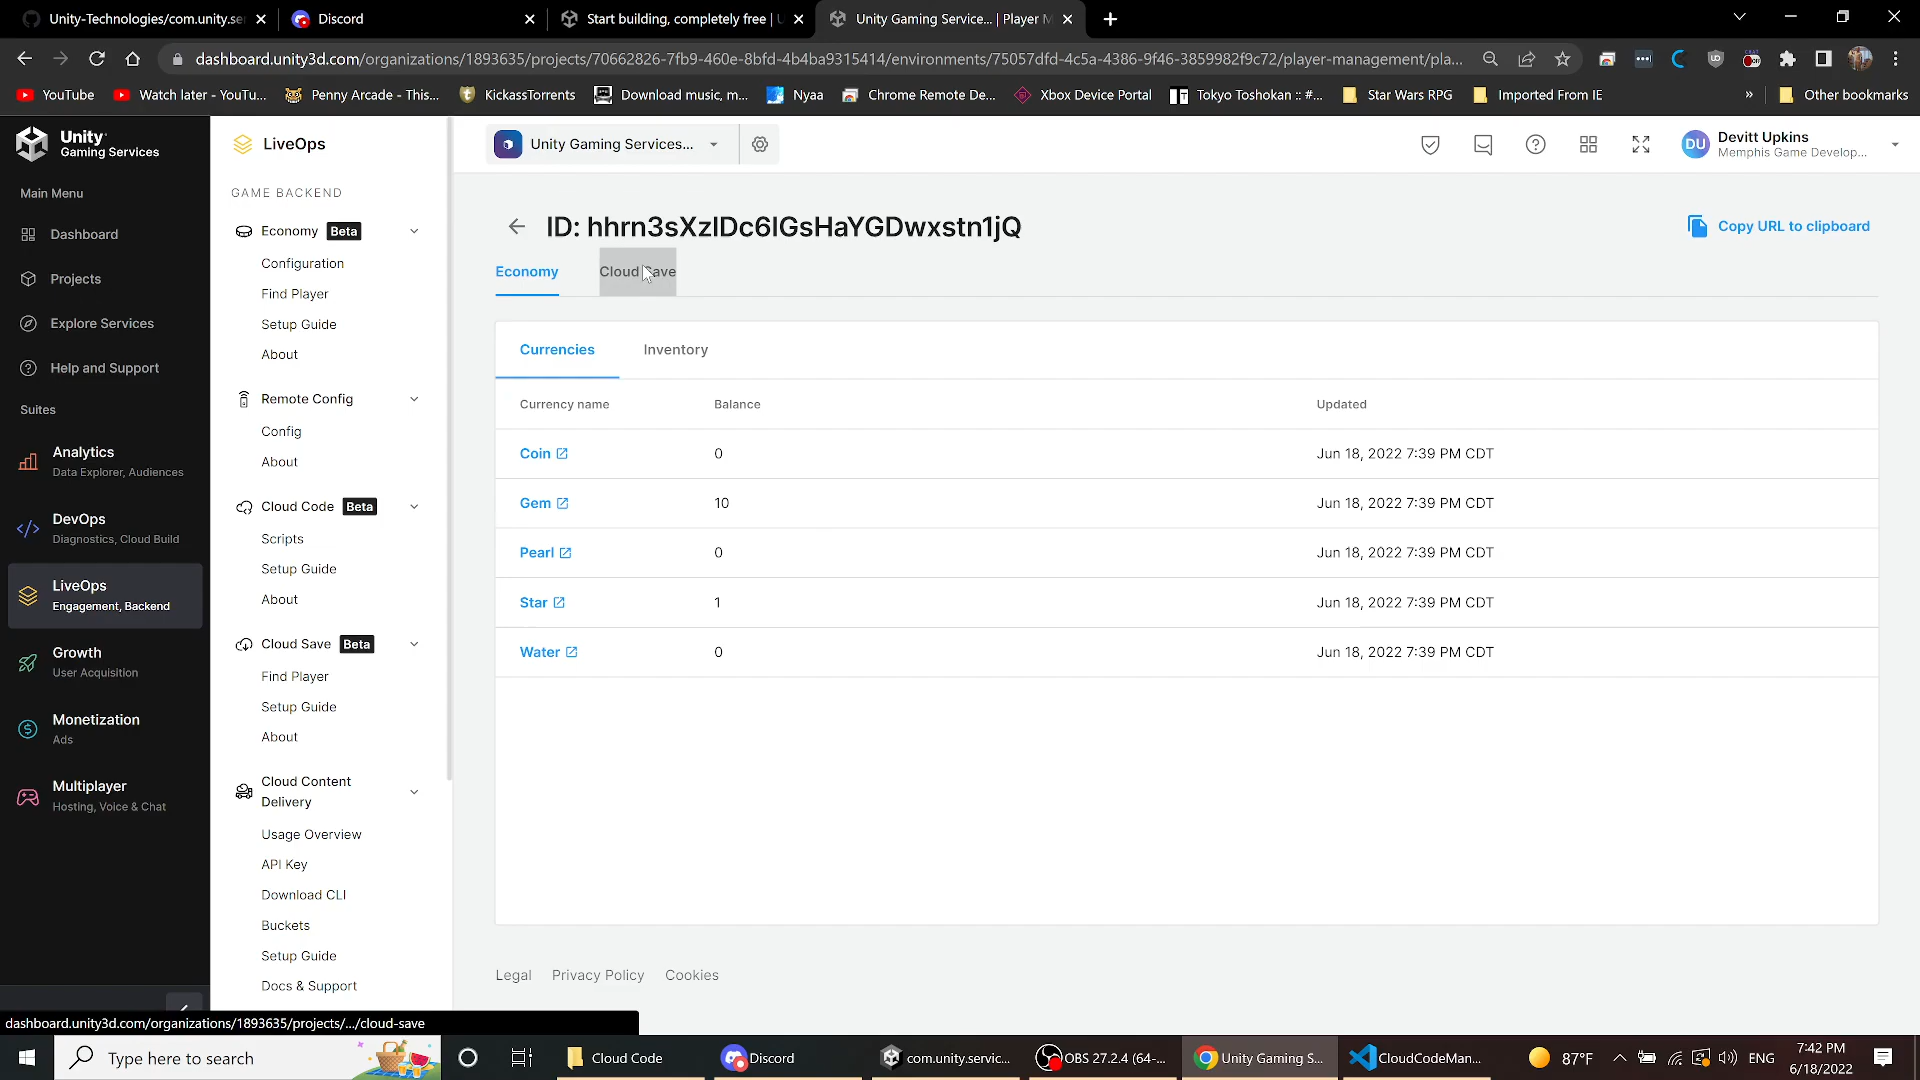 Unity-Technologies/com.unity.se
Discord
Start building, completely free |
Unity Gaming Service... | Player M
dashboard.unity3d.com/organizations/1893635/projects/70662826-7fb9-460e-8bfd-4b4ba9315414/environments/75057dfd-4c5a-4386-9f46-3859982f9c72/player-management/pla...
YouTube
Watch later - YouTu...
Penny Arcade - This...
KickassTorrents
Download music, m...
Nyaa
Chrome Remote De...
Xbox Device Portal
Tokyo Toshokan :: #...
Star Wars RPG
Imported From IE
»
Other bookmarks
Unity
Gaming Services
Main Menu
Dashboard
Projects
Explore Services
Help and Support
Suites
Analytics
Data Explorer, Audiences
DevOps
Diagnostics, Cloud Build
LiveOps
Engagement, Backend
Growth
User Acquisition
Monetization
Ads
Multiplayer
Hosting, Voice & Chat
LiveOps
GAME BACKEND
Economy Beta
Configuration
Find Player
Setup Guide
About
Remote Config
Config
About
Cloud Code Beta
Scripts
Setup Guide
About
Cloud Save Beta
Find Player
Setup Guide
About
Cloud Content
Delivery
Usage Overview
API Key
Download CLI
Buckets
Setup Guide
Docs & Support
Unity Gaming Services...
DU
Devitt Upkins
Memphis Game Develop...
ID: hhrn3sXzlDc6lGsHaYGDwxstn1jQ
Copy URL to clipboard
Economy
Cloud Save
Currencies
Inventory
Currency name Balance Updated
Coin 0 Jun 18, 2022 7:39 PM CDT
Gem 10 Jun 18, 2022 7:39 PM CDT
Pearl 0 Jun 18, 2022 7:39 PM CDT
Star 1 Jun 18, 2022 7:39 PM CDT
Water 0 Jun 18, 2022 7:39 PM CDT
Legal Privacy Policy Cookies
dashboard.unity3d.com/organizations/1893635/projects/.../cloud-save
Type here to search
Cloud Code
Discord
com.unity.servic...
OBS 27.2.4 (64-...
Unity Gaming S...
CloudCodeMan...
87°F
ENG
7:42 PM
6/18/2022